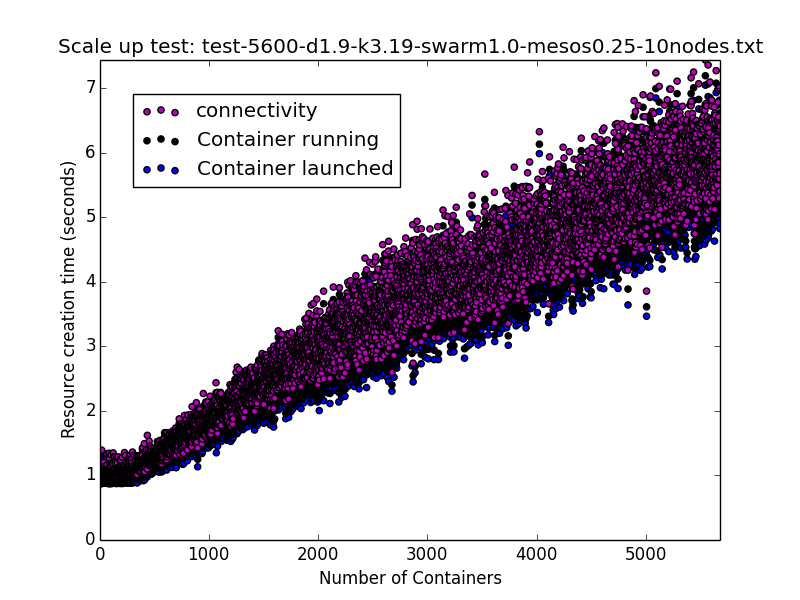 Scale up test: test-5600-d1.9-k3.19-swarm1.0-mesos0.25-10nodes.txt
7
connectivity
Container running
6
Container launched
5
4
3
2
1
0
Resource creation time (seconds)
0 1000 2000 3000 4000 5000
Number of Containers